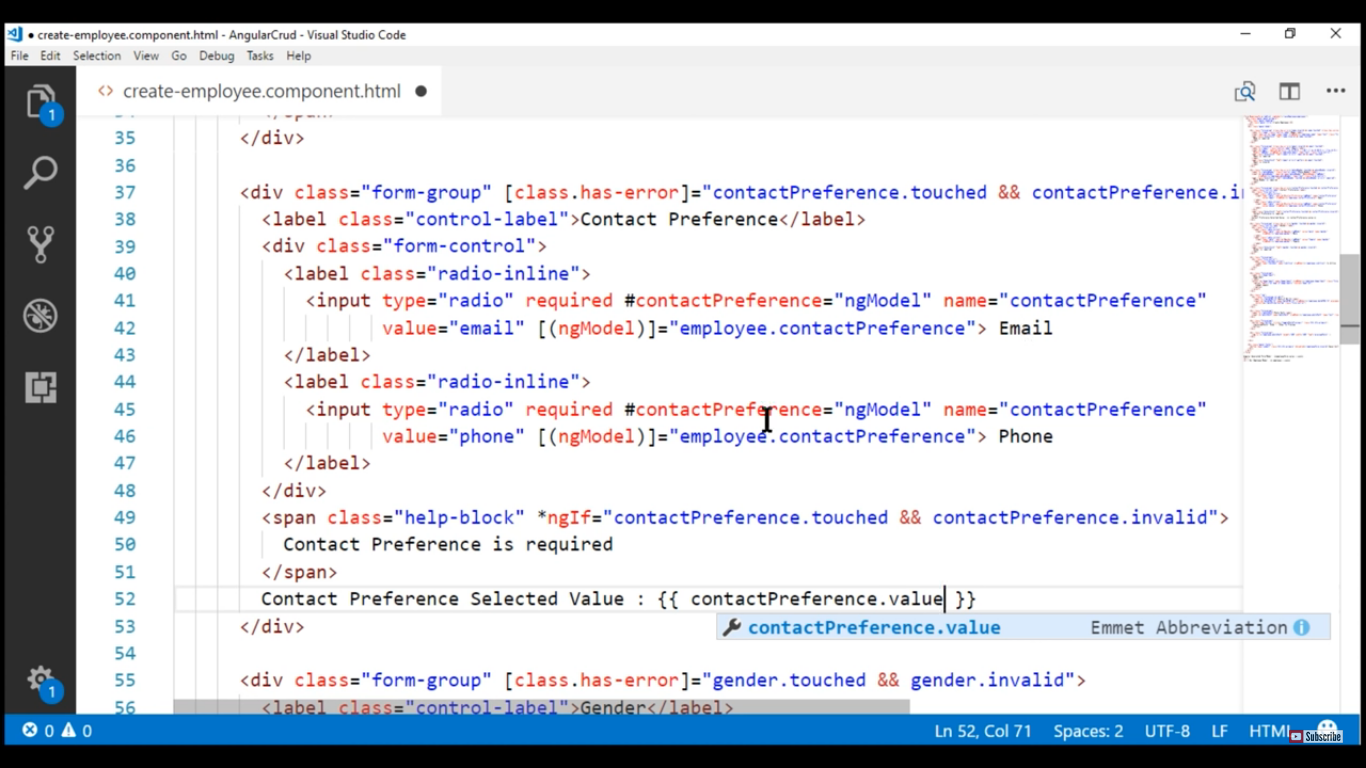 create-employee.component.html - AngularCrud - Visual Studio Code
File Edit Selection View Go Debug Tasks Help
create-employee.component.html
1
35 </div>
36
37 <div class="form-group" [class.has-error]="contactPreference.touched && contactPreference.in
38 <label class="control-label">Contact Preference</label>
39 <div class="form-control">
40 <label class="radio-inline">
41 <input type="radio" required #contactPreference="ngModel" name="contactPreference"
42 value="email" [(ngModel)]="employee.contactPreference"> Email
43 </label>
44 <label class="radio-inline">
45 <input type="radio" required #contactPreference="ngModel" name="contactPreference"
46 value="phone" [(ngModel)]="employee.contactPreference"> Phone
47 </label>
48 </div>
49 <span class="help-block" *ngIf="contactPreference.touched && contactPreference.invalid">
50 Contact Preference is required
51 </span>
52 Contact Preference Selected Value : {{ contactPreference.value }}
contactPreference.value Emmet Abbreviation
53 </div>
54
55 <div class="form-group" [class.has-error]="gender.touched && gender.invalid">
56 <label class="control-label">Gender</label>
1
0 0 Ln 52, Col 71 Spaces: 2 UTF-8 LF HTML
Subscribe